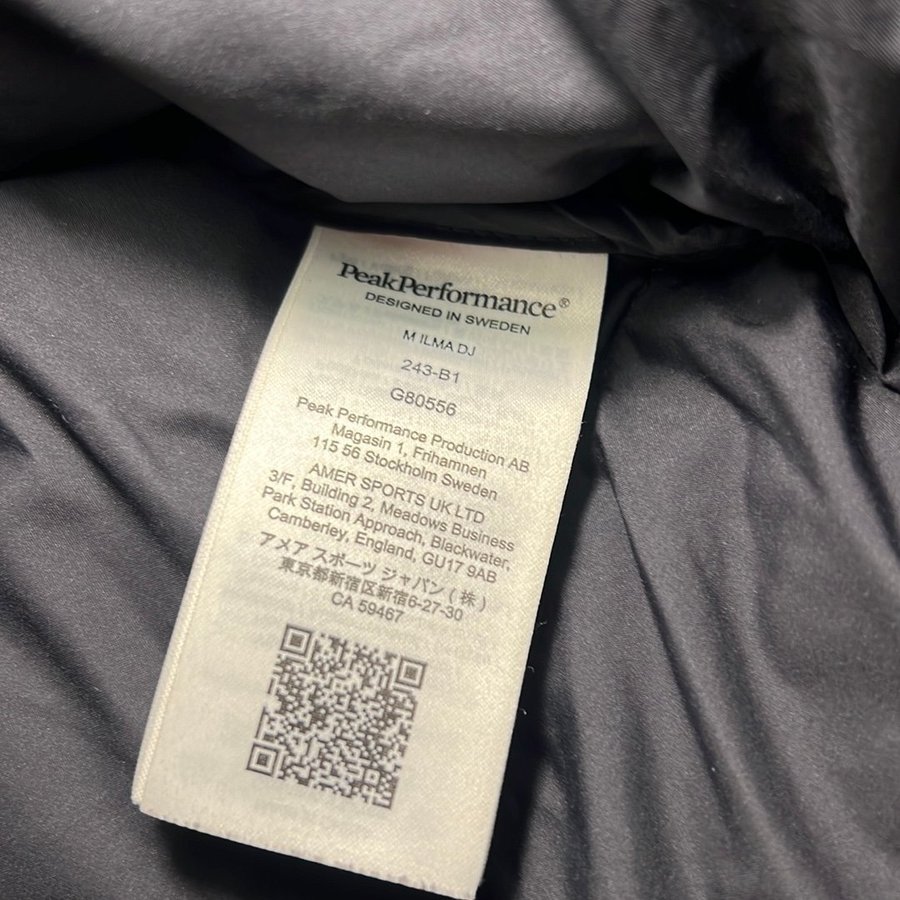 PeakPerformance®
DESIGNED IN SWEDEN
M ILMA DJ
243-B1
G80556
Peak Performance Production AB
Magasin 1, Frihamnen
115 56 Stockholm Sweden
AMER SPORTS UK LTD
3/F, Building 2, Meadows Business
Park Station Approach, Blackwater,
Camberley, England, GU17 9AB
アメア スポーツ ジャパン (株)
東京都新宿区新宿6-27-30
CA 59467